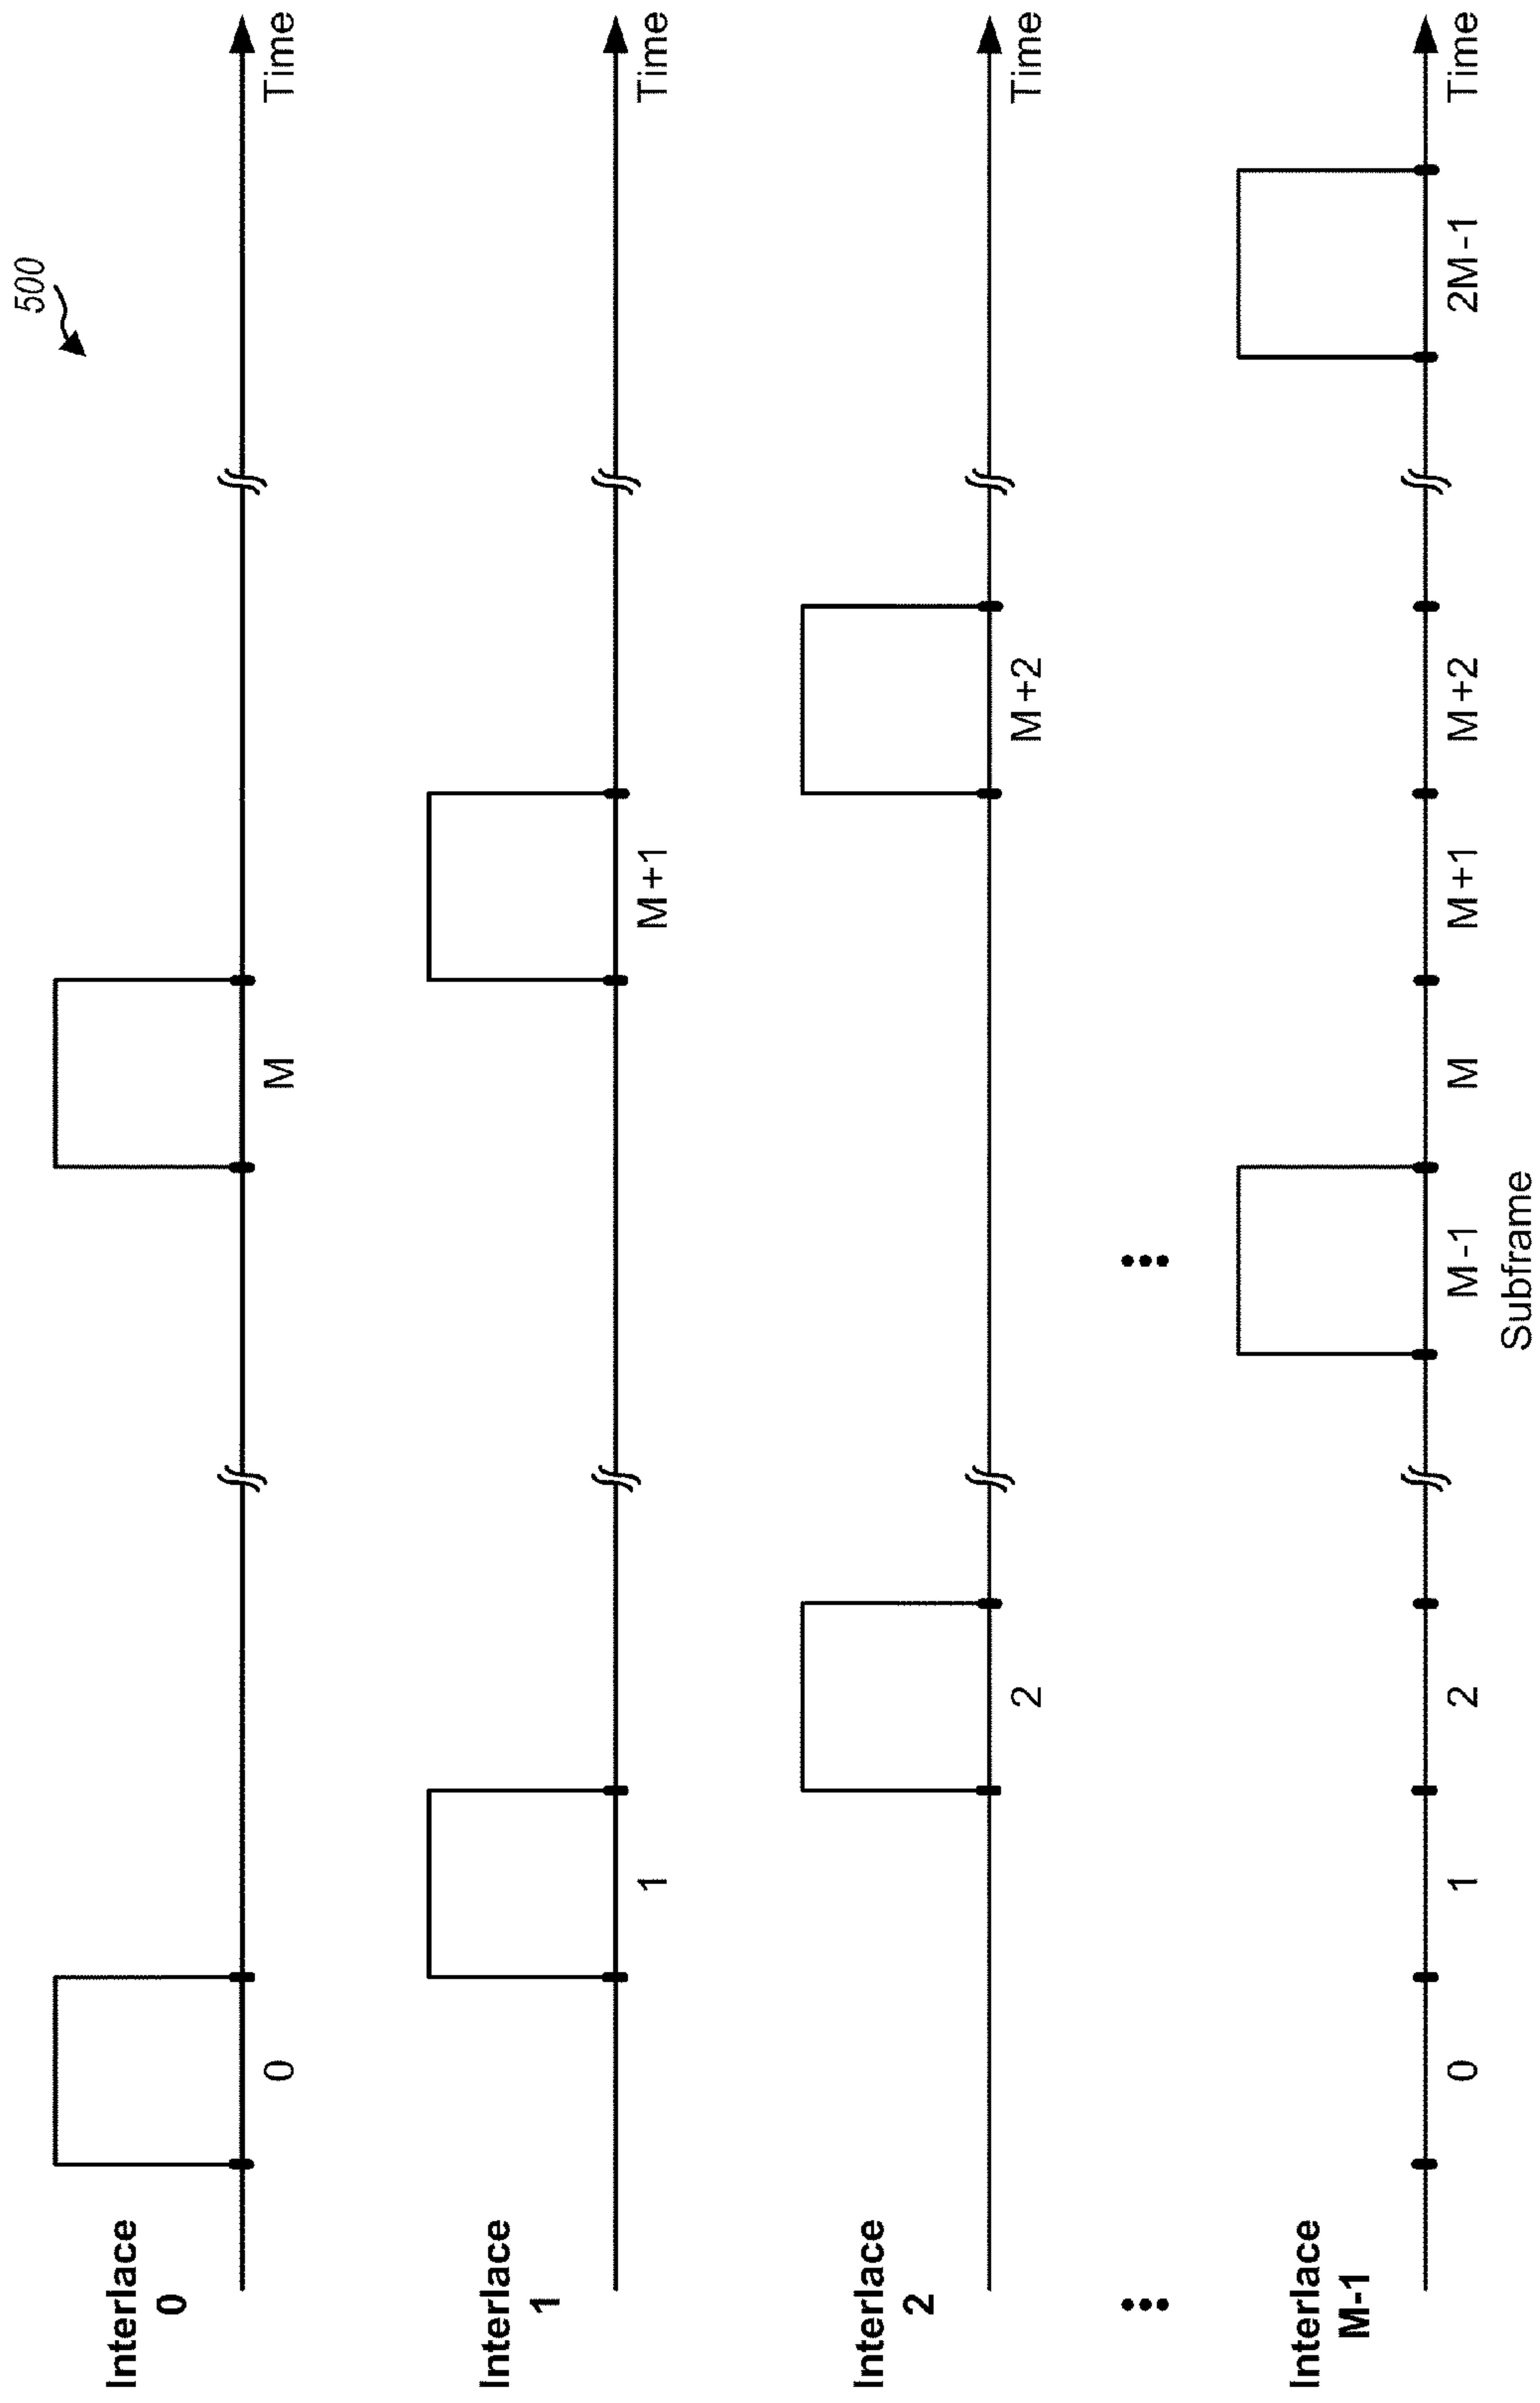 500
Interlace
0
0
M
Time
Interlace
1
1
M+1
Time
Interlace
2
2
M+2
Time
Interlace
M-1
0
1
2
M-1
M
M+1
M+2
2M-1
Time
Subframe